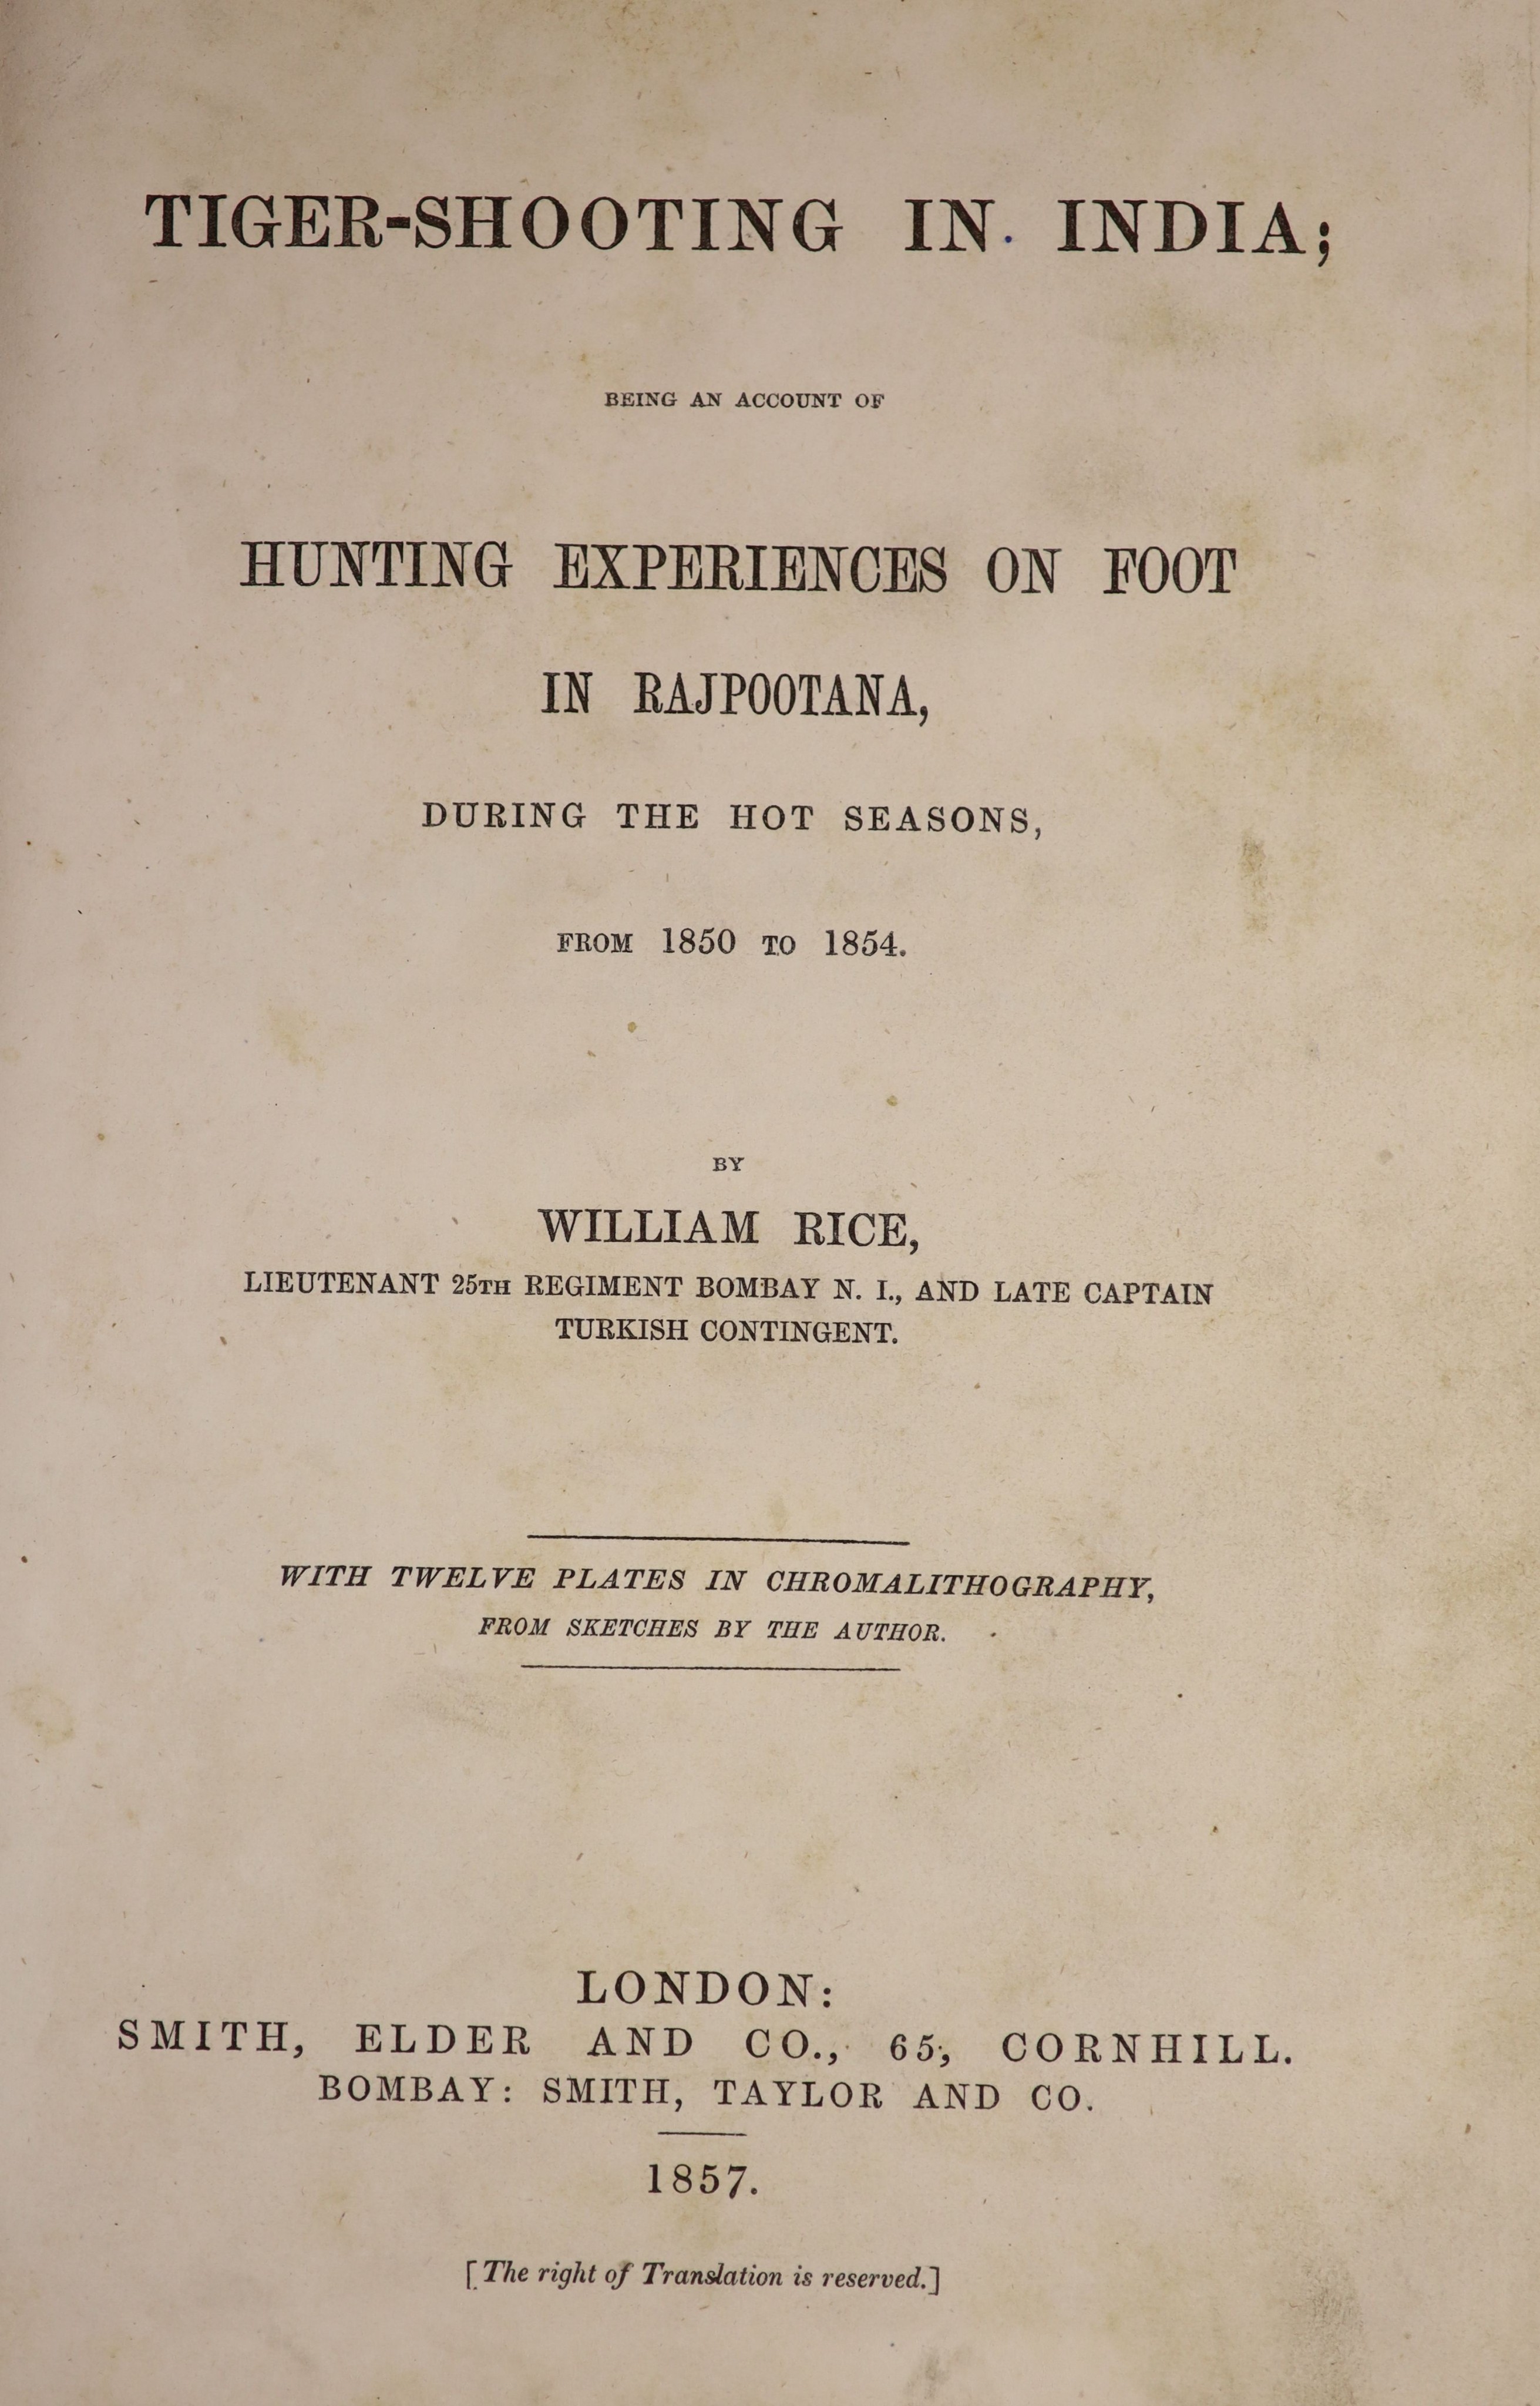 TIGER-SHOOTING IN INDIA;
BEING AN ACCOUNT OF
HUNTING EXPERIENCES ON FOOT
IN RAJPOOTANA,
DURING THE HOT SEASONS,
FROM 1850 TO 1854.
BY
WILLIAM RICE,
LIEUTENANT 25TH REGIMENT BOMBAY N. I., AND LATE CAPTAIN
TURKISH CONTINGENT.
WITH TWELVE PLATES IN CHROMALITHOGRAPHY,
FROM SKETCHES BY THE AUTHOR.
LONDON:
SMITH, ELDER AND CO., 65, CORNHILL.
BOMBAY: SMITH, TAYLOR AND CO.
1857.
[The right of Translation is reserved.]